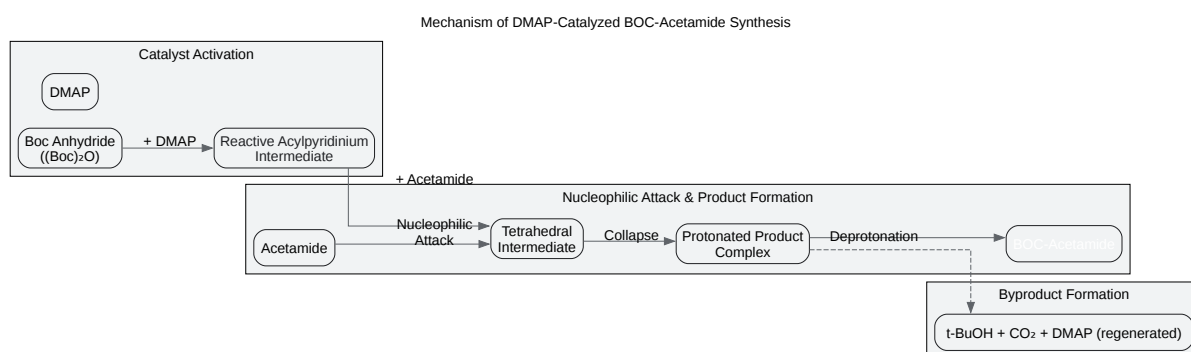 Mechanism of DMAP-Catalyzed BOC-Acetamide Synthesis
Catalyst Activation
DMAP
Boc Anhydride
((Boc)₂O)
+ DMAP
Reactive Acylpyridinium
Intermediate
+ Acetamide
Nucleophilic Attack & Product Formation
Acetamide
Nucleophilic
Attack
Tetrahedral
Intermediate
Collapse
Protonated Product
Complex
Deprotonation
BOC-Acetamide
Byproduct Formation
t-BuOH + CO₂ + DMAP (regenerated)